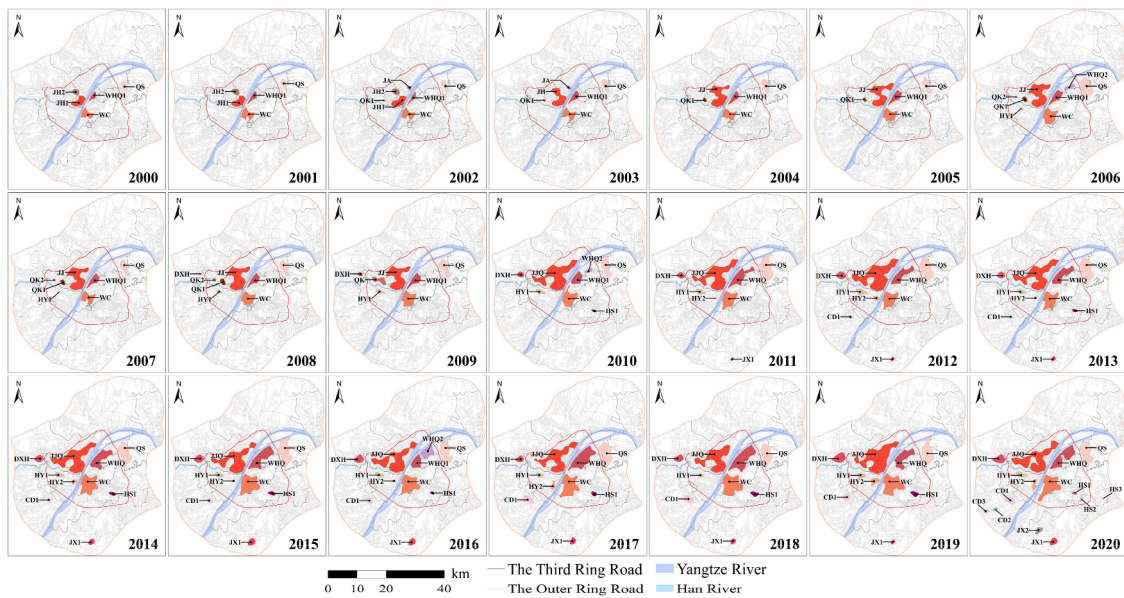 N
JH2
QS
JH1
WHQ1
WC
2000
N
JH2
QS
JH1
WHQ1
WC
2001
N
JA
JH2
QS
QK1
WHQ1
JH1
WC
2002
N
JA
JH
QS
QK1
WHQ1
WC
2003
N
JJ
QS
QK1
WHQ1
WC
2004
N
JJ
QS
QK1
WHQ1
WC
2005
N
WHQ2
JJ
QS
QK2
WHQ1
QK1
HY1
WC
2006
N
QS
JJ
QK2
WHQ1
QK1
HY1
WC
2007
N
QS
DXH
JJ
QK2
WHQ1
QK1
HY1
WC
2008
N
QS
DXH
JJ
QK
WHQ1
HY1
WC
2009
N
WHQ2
QS
DXH
JJQ
WHQ1
HY1
HY2
WC
HS1
2010
N
QS
DXH
JJQ
WHQ
HY1
HY2
WC
JX1
2011
N
QS
DXH
JJQ
WHQ
HY1
HY2
WC
CD1
JX1
2012
N
QS
DXH
JJQ
WHQ
HY1
HY2
WC
CD1
HS1
JX1
2013
N
QS
DXH
JJQ
WHQ
HY1
HY2
WC
HS1
CD1
JX1
2014
N
QS
DXH
JJQ
WHQ
HY1
HY2
WC
HS1
CD1
JX1
2015
N
WHQ2
QS
DXH
JJQ
WHQ1
HY1
HY2
WC
HS1
CD1
JX1
2016
N
QS
DXH
JJQ
WHQ
HY1
HY2
WC
HS1
CD1
JX1
2017
N
QS
DXH
JJQ
WHQ
HY1
HY2
WC
HS1
CD1
JX1
2018
N
QS
DXH
JJQ
WHQ
HY1
HY2
WC
HS1
CD1
JX1
2019
N
QS
DXH
JJQ
WHQ
HY1
HY2
WC
HS1
HS3
CD1
HS2
CD3
CD2
JX2
JX1
2020
km
0 10 20 40
The Third Ring Road
Yangtze River
The Outer Ring Road
Han River